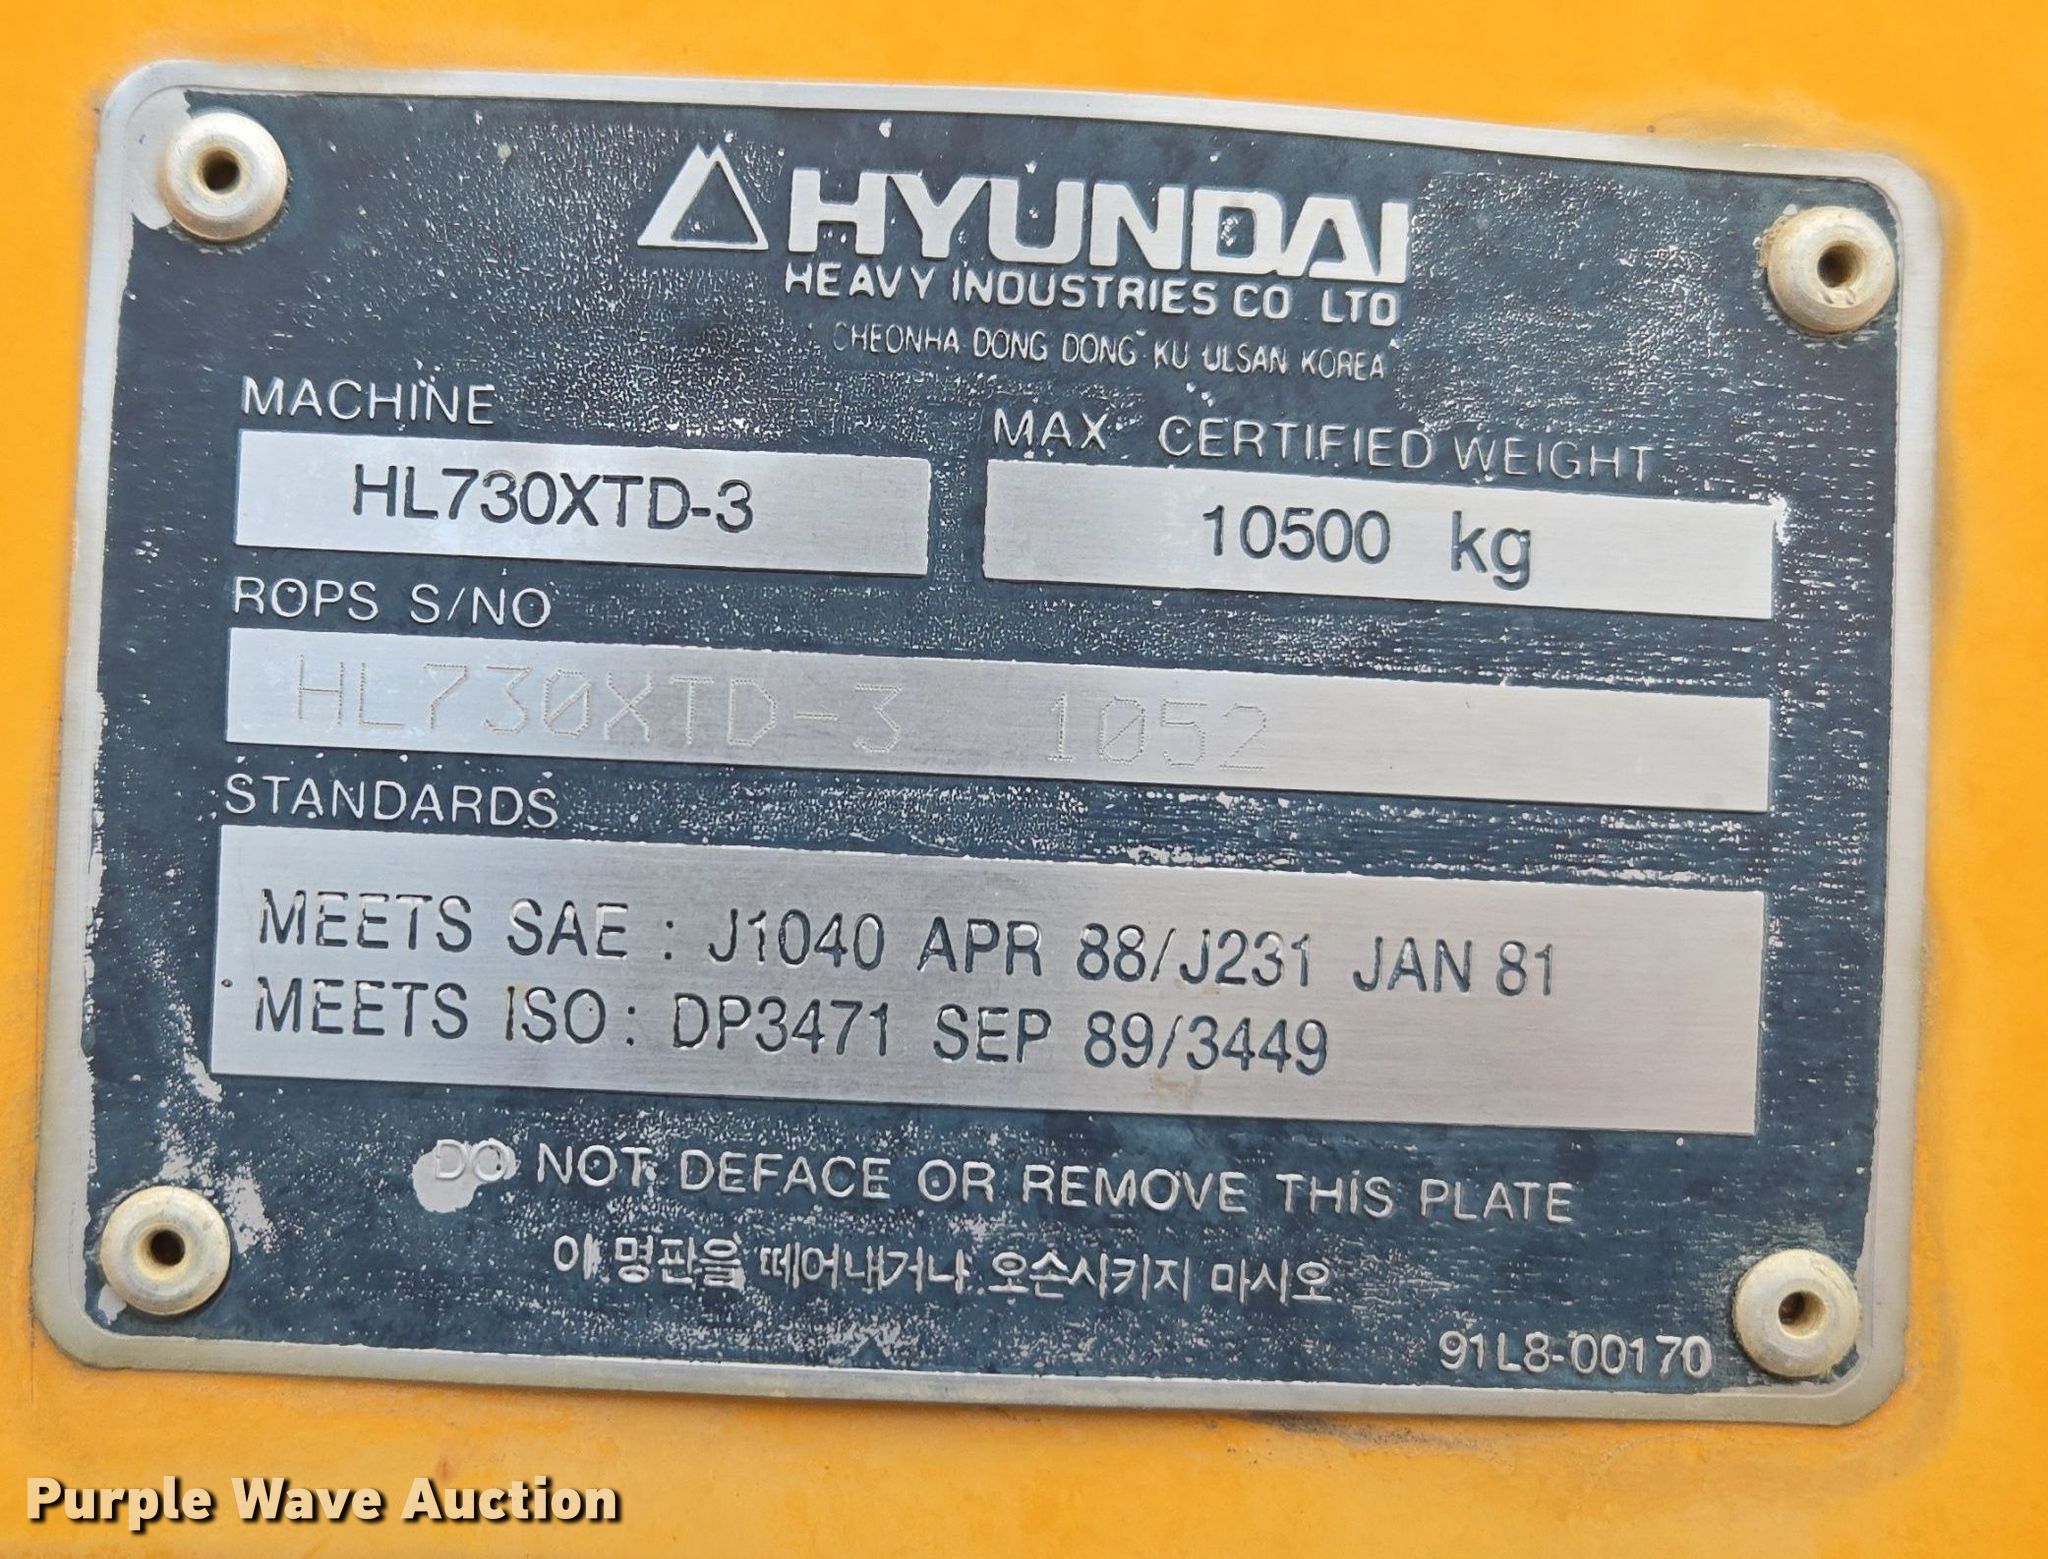 HYUNDAI
HEAVY INDUSTRIES CO. LTD
CHEONHA DONG DONG KU ULSAN KOREA
MACHINE
MAX CERTIFIED WEIGHT
HL730XTD-3
10500 kg
ROPS S/NO
HL730XTD-3 1052
STANDARDS
MEETS SAE : J1040 APR 88/J231 JAN 81
MEETS ISO : DP3471 SEP 89/3449
DO NOT DEFACE OR REMOVE THIS PLATE
이 명판을 떼어내거나 오손시키지 마시오
91L8-00170
Purple Wave Auction